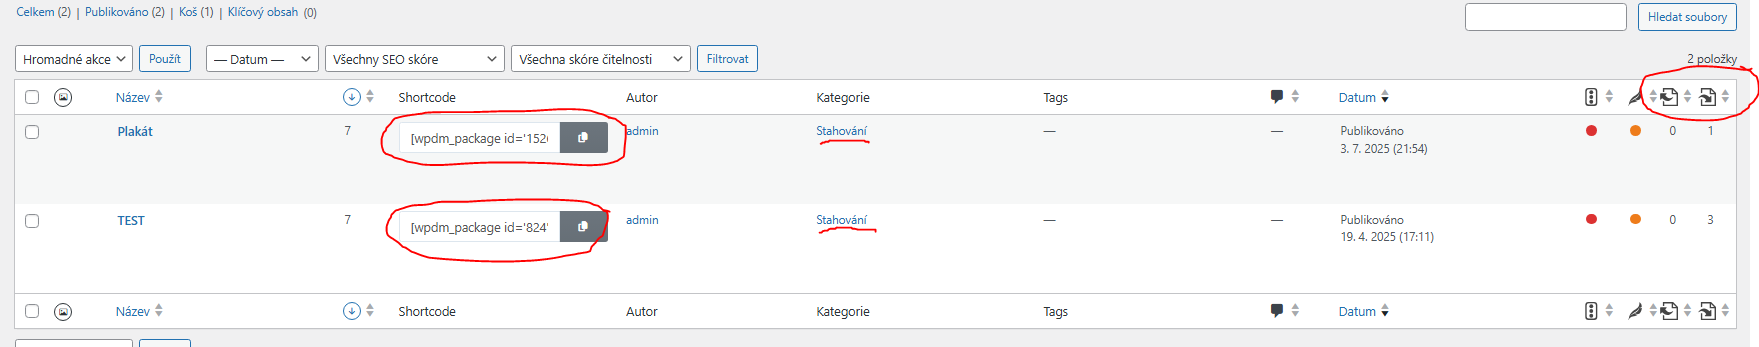 Celkem (2) | Publikováno (2) | Koš (1) | Klíčový obsah (0)
Hledat soubory
Hromadné akce Použít — Datum — Všechny SEO skóre Všechna skóre čitelnosti Filtrovat 2 položky
Název Shortcode Autor Kategorie Tags Datum
Plakát 7 [wpdm_package id='152 admin Stahování — — Publikováno 0 1
3. 7. 2025 (21:54)
TEST 7 [wpdm_package id='824' admin Stahování — — Publikováno 0 3
19. 4. 2025 (17:11)
Název Shortcode Autor Kategorie Tags Datum